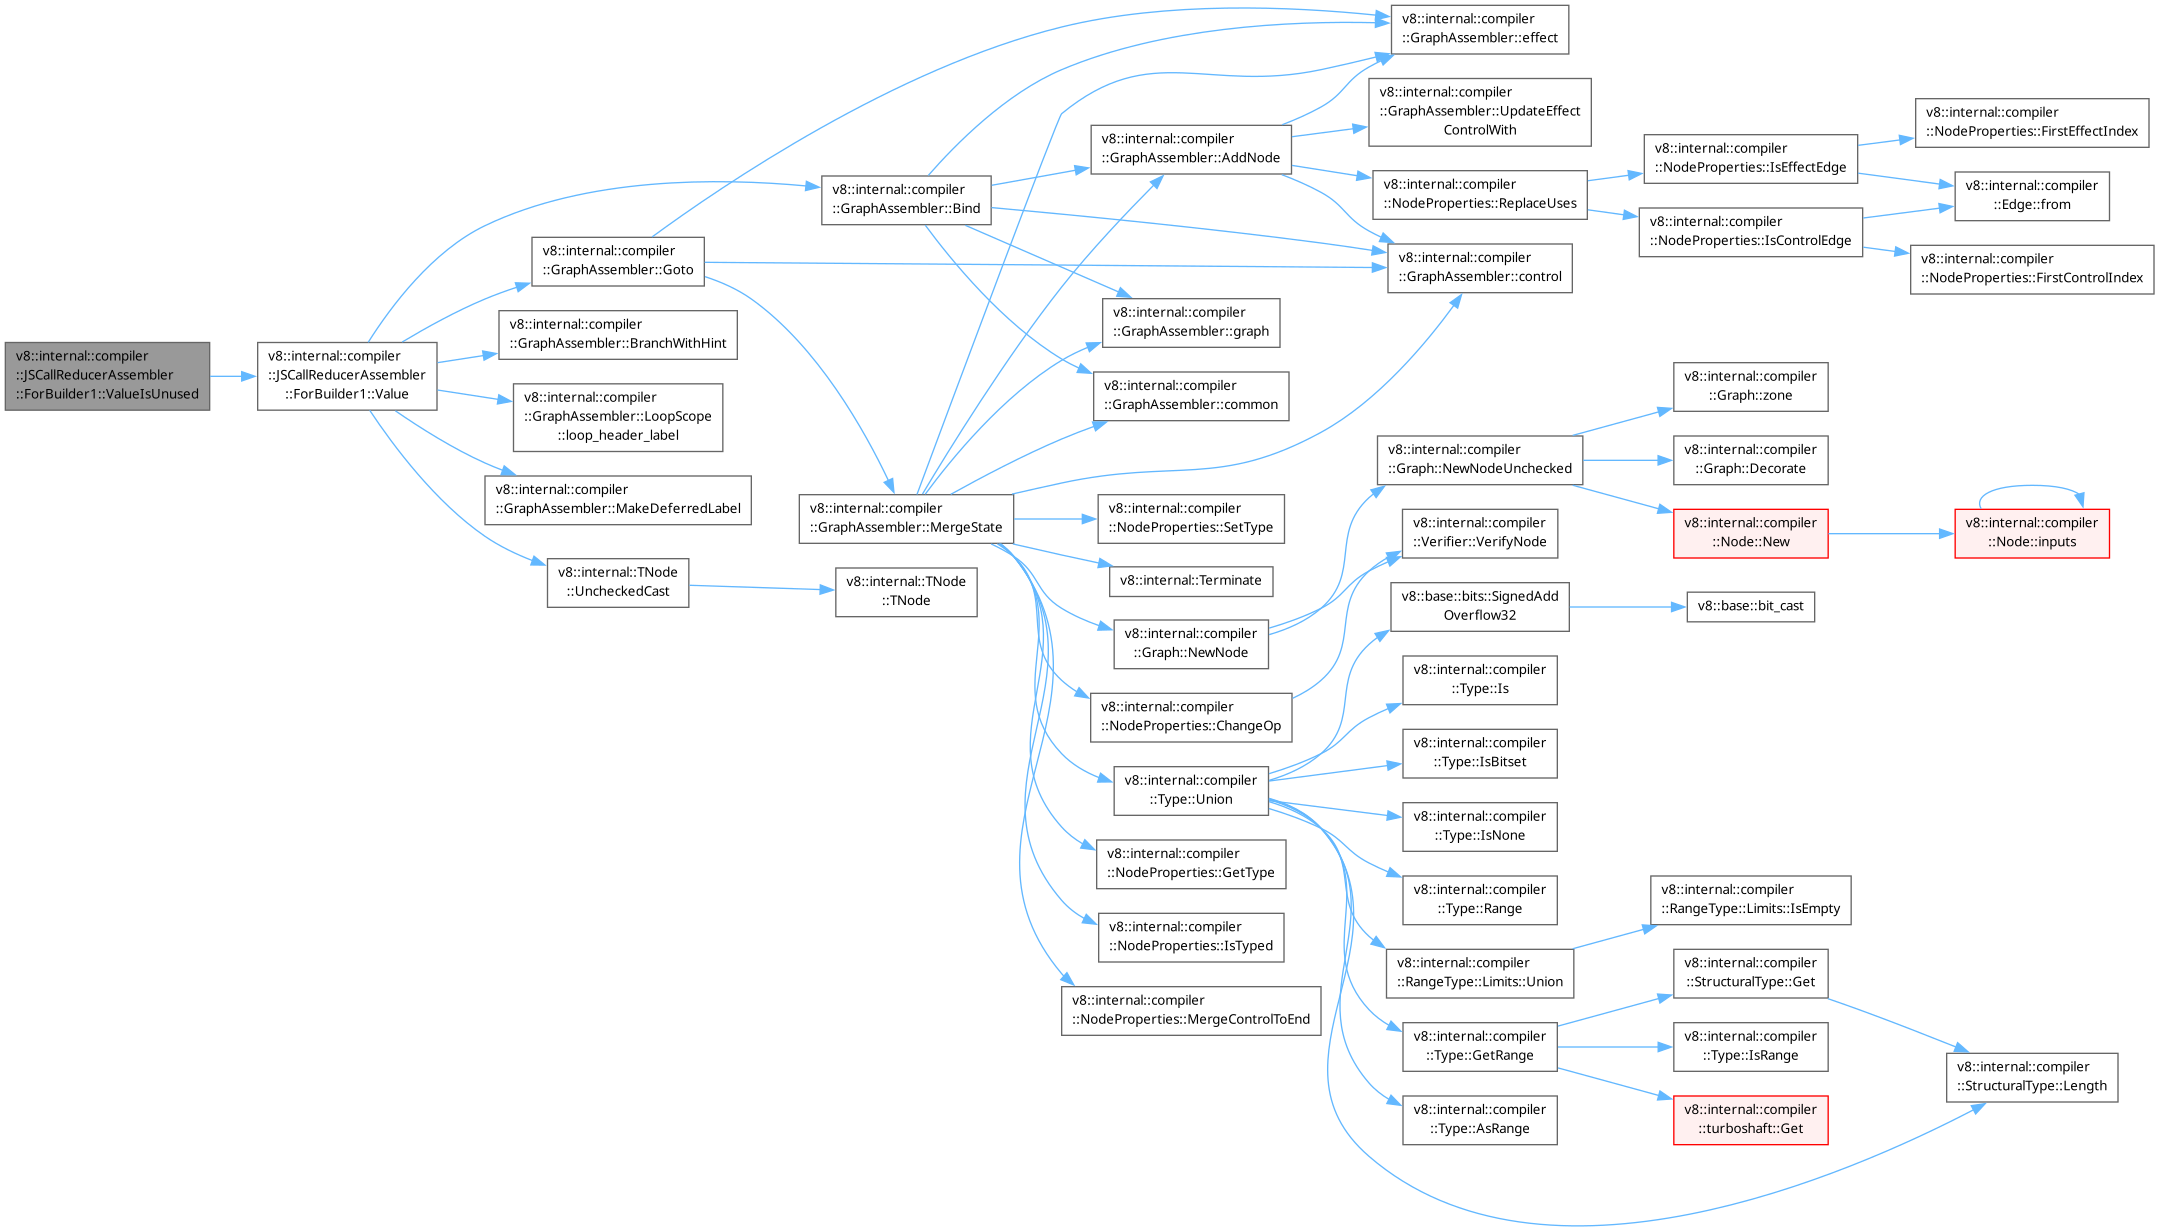 v8::internal::compiler
::JSCallReducerAssembler
::ForBuilder1::ValueIsUnused
v8::internal::compiler
::JSCallReducerAssembler
::ForBuilder1::Value
v8::internal::compiler
::GraphAssembler::Goto
v8::internal::compiler
::GraphAssembler::BranchWithHint
v8::internal::compiler
::GraphAssembler::LoopScope
::loop_header_label
v8::internal::compiler
::GraphAssembler::MakeDeferredLabel
v8::internal::TNode
::UncheckedCast
v8::internal::compiler
::GraphAssembler::Bind
v8::internal::compiler
::GraphAssembler::MergeState
v8::internal::TNode
::TNode
v8::internal::compiler
::GraphAssembler::AddNode
v8::internal::compiler
::GraphAssembler::graph
v8::internal::compiler
::GraphAssembler::common
v8::internal::compiler
::NodeProperties::SetType
v8::internal::Terminate
v8::internal::compiler
::Graph::NewNode
v8::internal::compiler
::NodeProperties::ChangeOp
v8::internal::compiler
::Type::Union
v8::internal::compiler
::NodeProperties::GetType
v8::internal::compiler
::NodeProperties::IsTyped
v8::internal::compiler
::NodeProperties::MergeControlToEnd
v8::internal::compiler
::GraphAssembler::effect
v8::internal::compiler
::GraphAssembler::UpdateEffect
ControlWith
v8::internal::compiler
::NodeProperties::ReplaceUses
v8::internal::compiler
::GraphAssembler::control
v8::internal::compiler
::Graph::NewNodeUnchecked
v8::internal::compiler
::Verifier::VerifyNode
v8::base::bits::SignedAdd
Overflow32
v8::internal::compiler
::Type::Is
v8::internal::compiler
::Type::IsBitset
v8::internal::compiler
::Type::IsNone
v8::internal::compiler
::Type::Range
v8::internal::compiler
::RangeType::Limits::Union
v8::internal::compiler
::Type::GetRange
v8::internal::compiler
::Type::AsRange
v8::internal::compiler
::NodeProperties::IsEffectEdge
v8::internal::compiler
::NodeProperties::IsControlEdge
v8::internal::compiler
::Graph::zone
v8::internal::compiler
::Graph::Decorate
v8::internal::compiler
::Node::New
v8::base::bit_cast
v8::internal::compiler
::RangeType::Limits::IsEmpty
v8::internal::compiler
::StructuralType::Get
v8::internal::compiler
::Type::IsRange
v8::internal::compiler
::turboshaft::Get
v8::internal::compiler
::NodeProperties::FirstEffectIndex
v8::internal::compiler
::Edge::from
v8::internal::compiler
::NodeProperties::FirstControlIndex
v8::internal::compiler
::Node::inputs
v8::internal::compiler
::StructuralType::Length